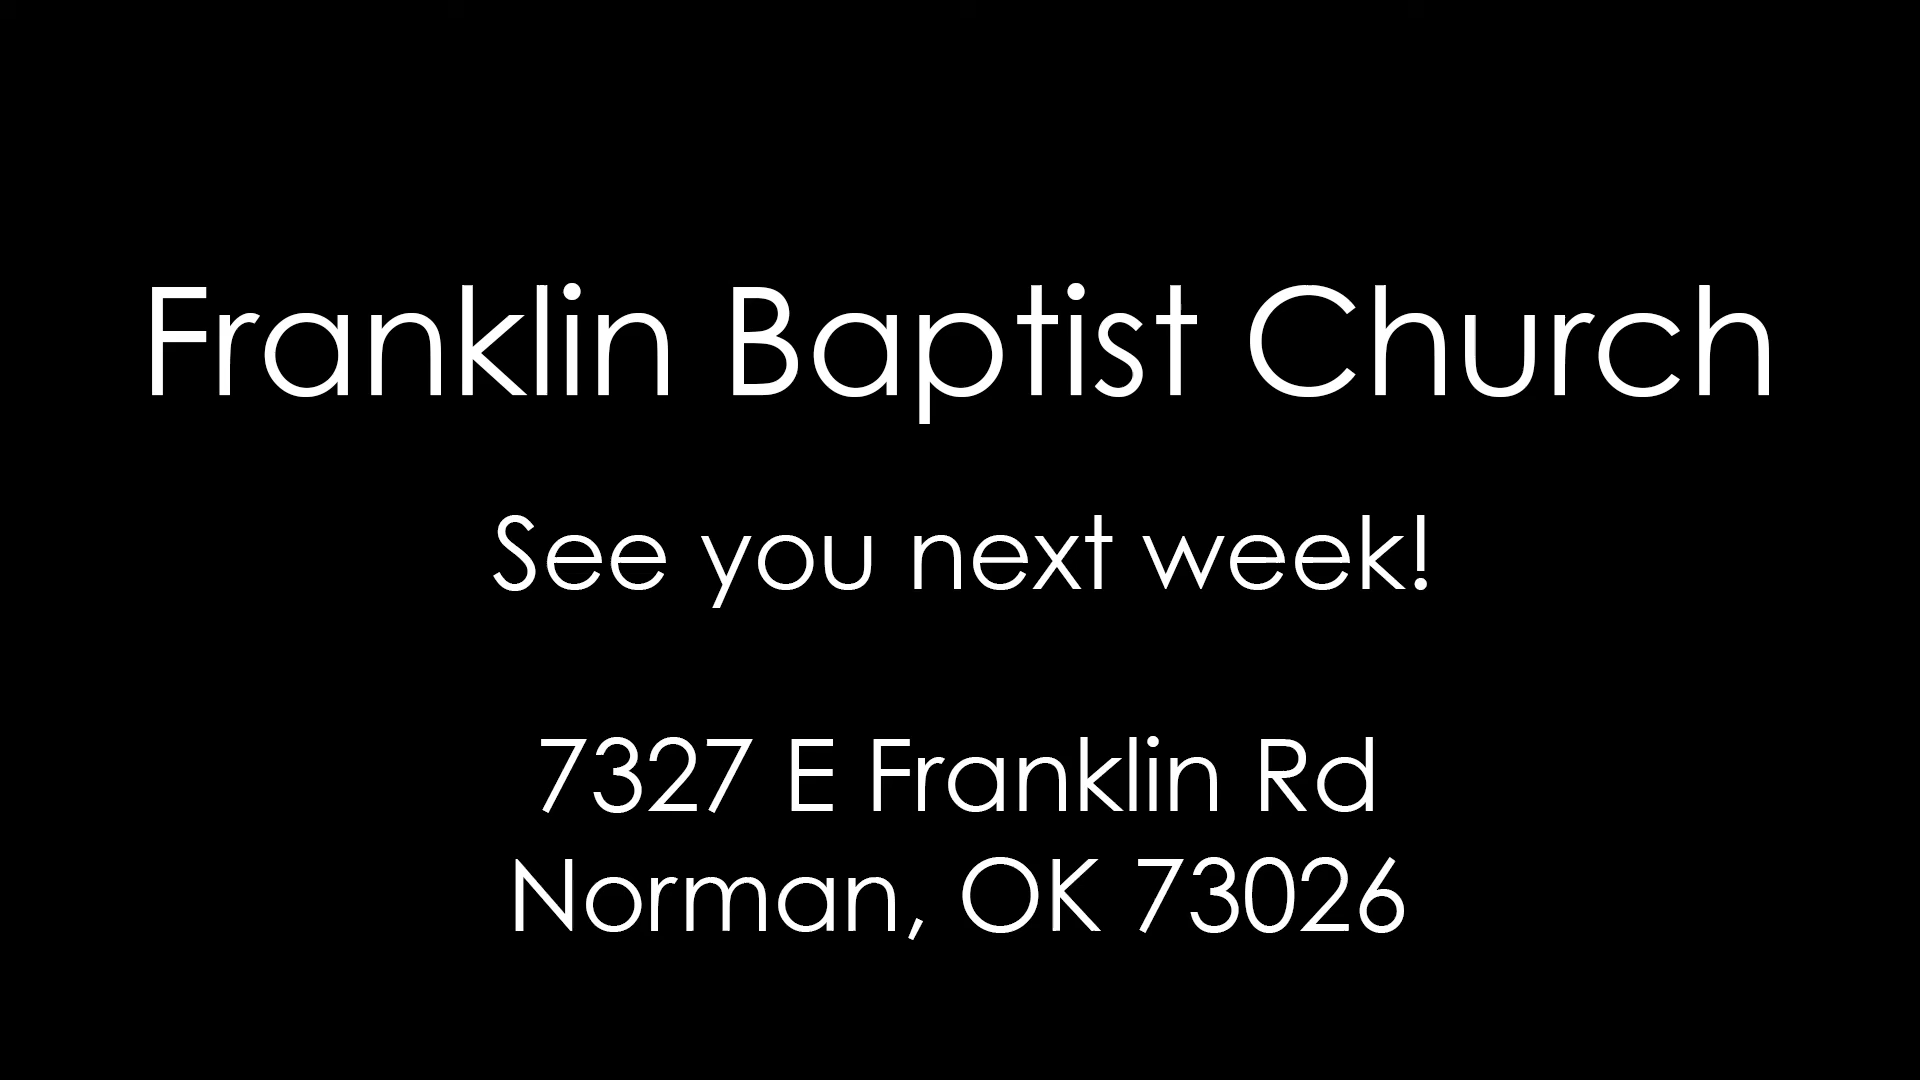 Franklin Baptist Church
See you next week!
7327 E Franklin Rd
Norman, OK 73026